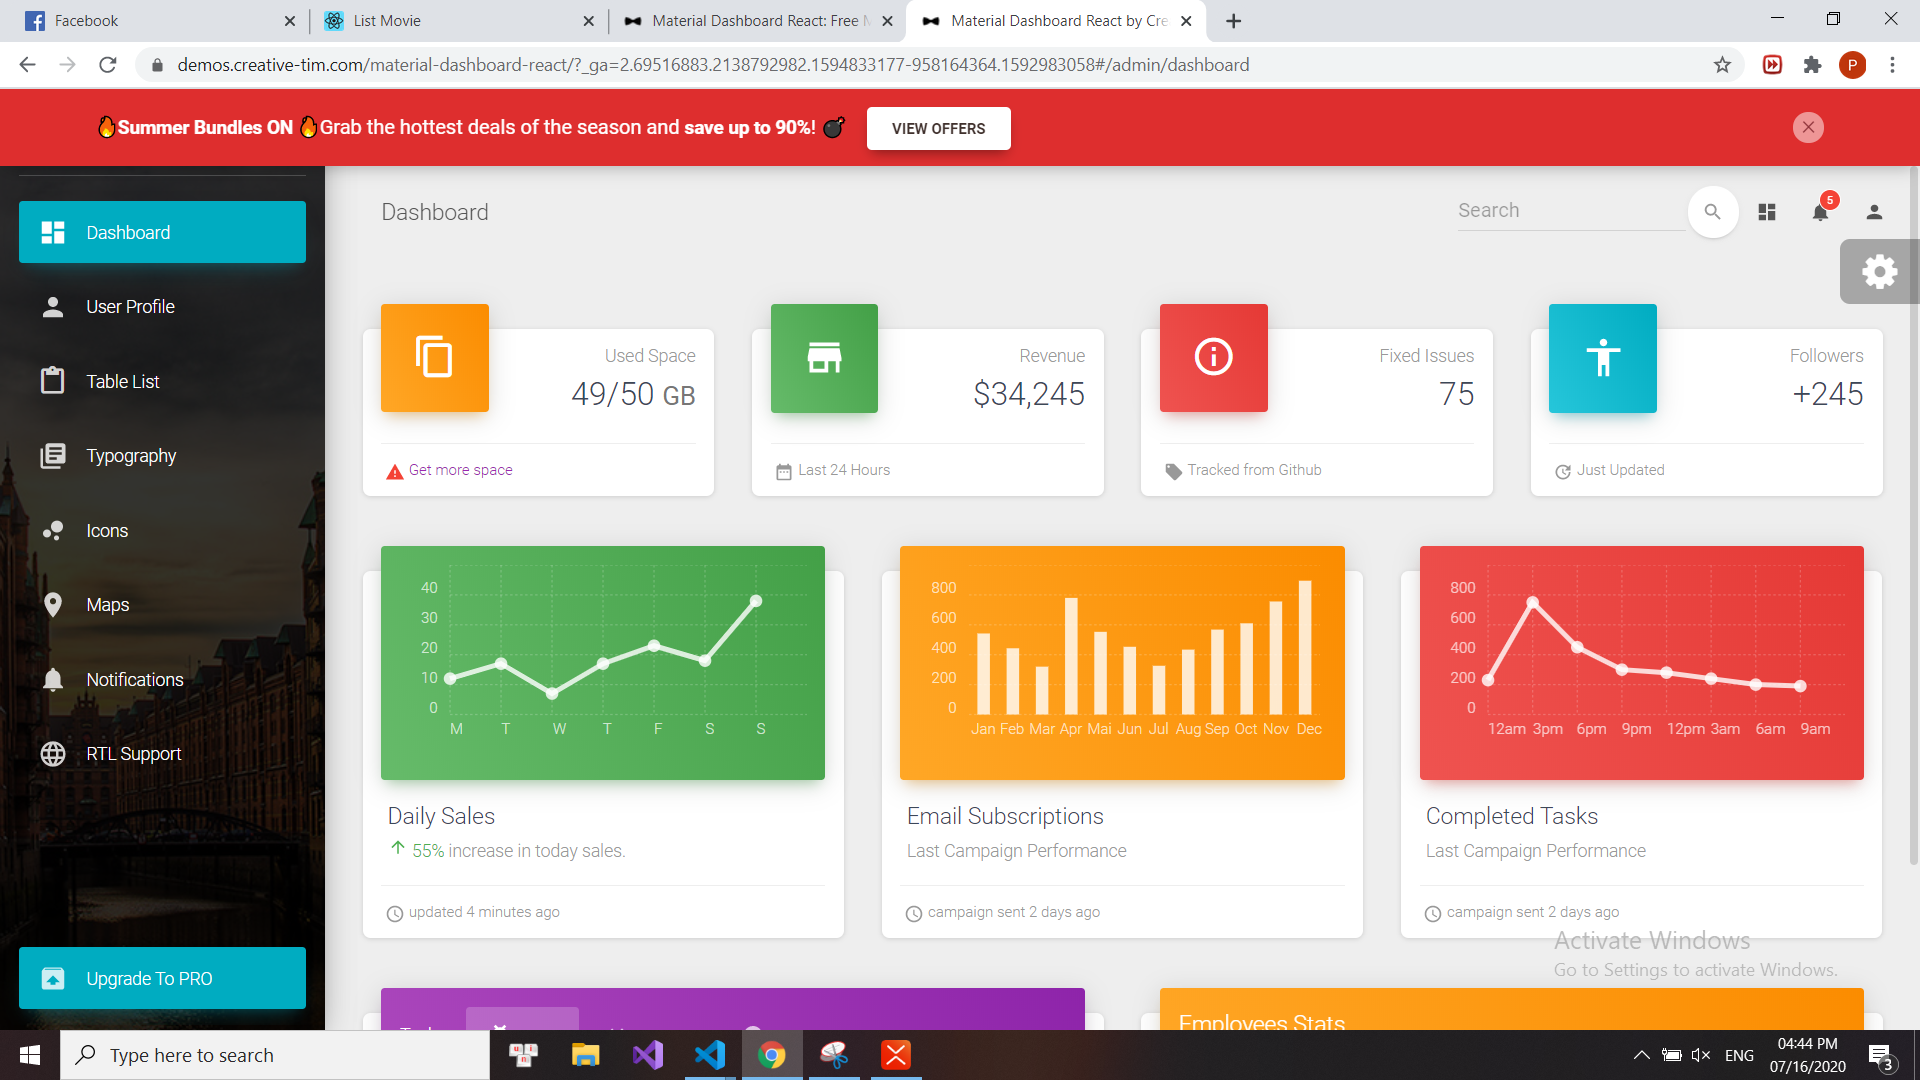 Facebook
List Movie
Material Dashboard React: Free M
Material Dashboard React by Cre
demos.creative-tim.com/material-dashboard-react/?_ga=2.69516883.2138792982.1594833177-958164364.1592983058#/admin/dashboard
P
Summer Bundles ON Grab the hottest deals of the season and save up to 90%!
VIEW OFFERS
Dashboard
User Profile
Table List
Typography
Icons
Maps
Notifications
RTL Support
Upgrade To PRO
Dashboard
Search
5
Used Space
49/50 GB
Get more space
Revenue
$34,245
Last 24 Hours
Fixed Issues
75
Tracked from Github
Followers
+245
Just Updated
40
30
20
10
0
M T W T F S S
Daily Sales
55% increase in today sales.
updated 4 minutes ago
800
600
400
200
0
Jan Feb Mar Apr Mai Jun Jul Aug Sep Oct Nov Dec
Email Subscriptions
Last Campaign Performance
campaign sent 2 days ago
800
600
400
200
0
12am 3pm 6pm 9pm 12pm 3am 6am 9am
Completed Tasks
Last Campaign Performance
campaign sent 2 days ago
Activate Windows
Go to Settings to activate Windows.
Employees Stats
Type here to search
ENG
04:44 PM
07/16/2020
3